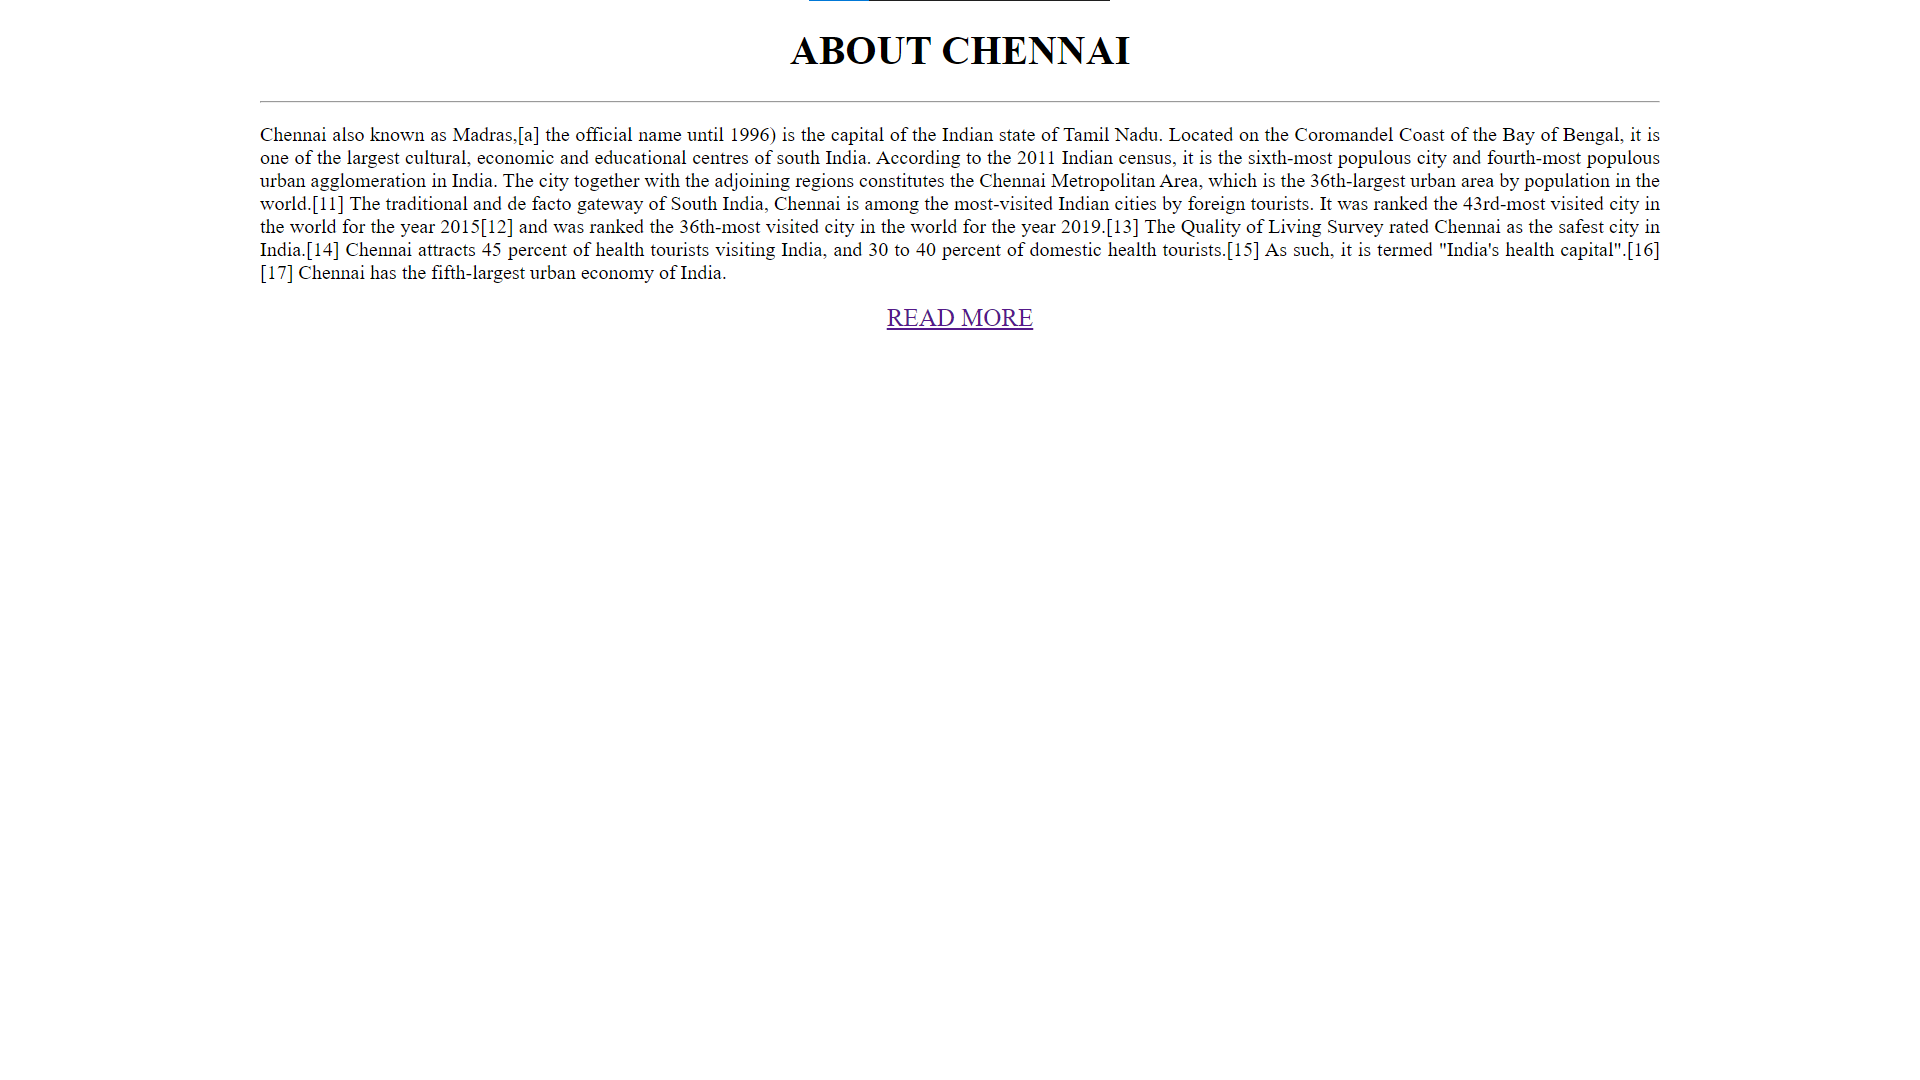 ABOUT CHENNAI
Chennai also known as Madras,[a] the official name until 1996) is the capital of the Indian state of Tamil Nadu. Located on the Coromandel Coast of the Bay of Bengal, it is
one of the largest cultural, economic and educational centres of south India. According to the 2011 Indian census, it is the sixth-most populous city and fourth-most populous
urban agglomeration in India. The city together with the adjoining regions constitutes the Chennai Metropolitan Area, which is the 36th-largest urban area by population in the
world.[11] The traditional and de facto gateway of South India, Chennai is among the most-visited Indian cities by foreign tourists. It was ranked the 43rd-most visited city in
the world for the year 2015[12] and was ranked the 36th-most visited city in the world for the year 2019.[13] The Quality of Living Survey rated Chennai as the safest city in
India.[14] Chennai attracts 45 percent of health tourists visiting India, and 30 to 40 percent of domestic health tourists.[15] As such, it is termed "India's health capital".[16]
[17] Chennai has the fifth-largest urban economy of India.
READ MORE